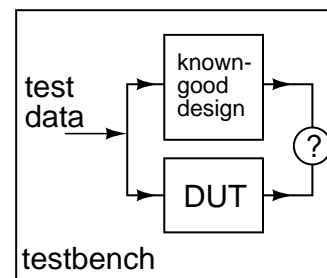 test
data
known-
good
design
?
DUT
testbench